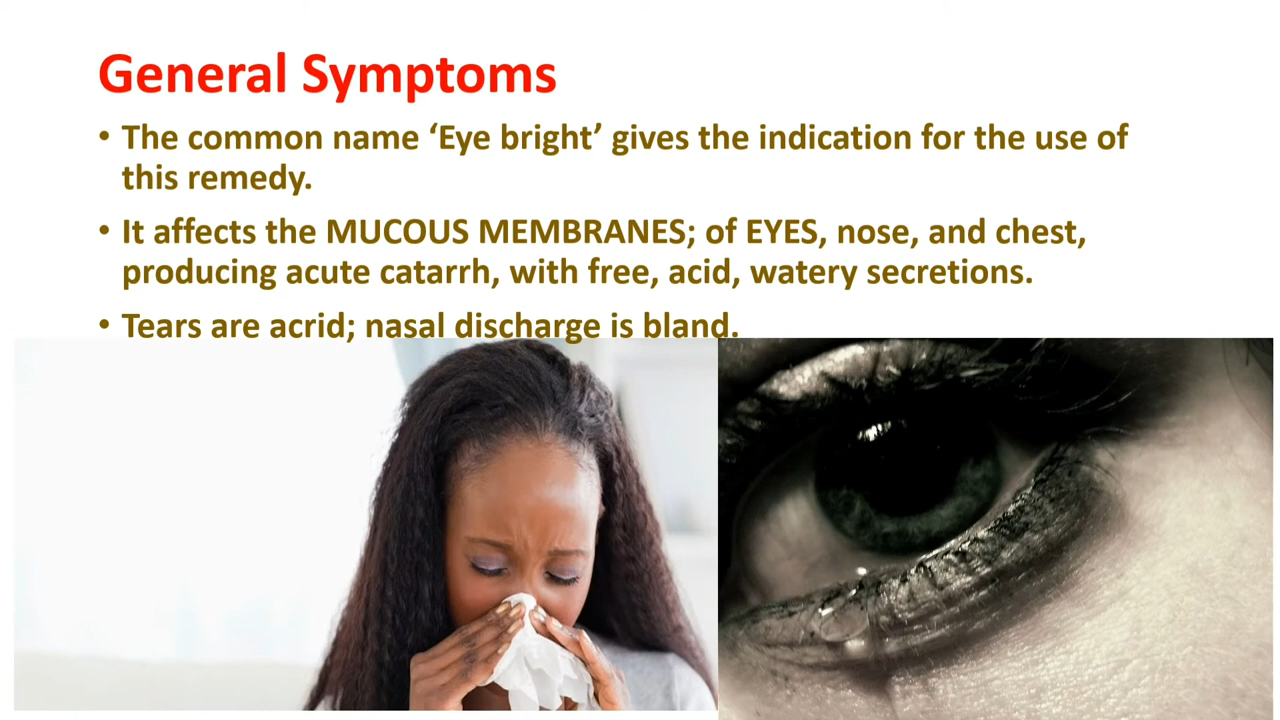 General Symptoms
• The common name ‘Eye bright’ gives the indication for the use of
this remedy.
• It affects the MUCOUS MEMBRANES; of EYES, nose, and chest,
producing acute catarrh, with free, acid, watery secretions.
• Tears are acrid; nasal discharge is bland.